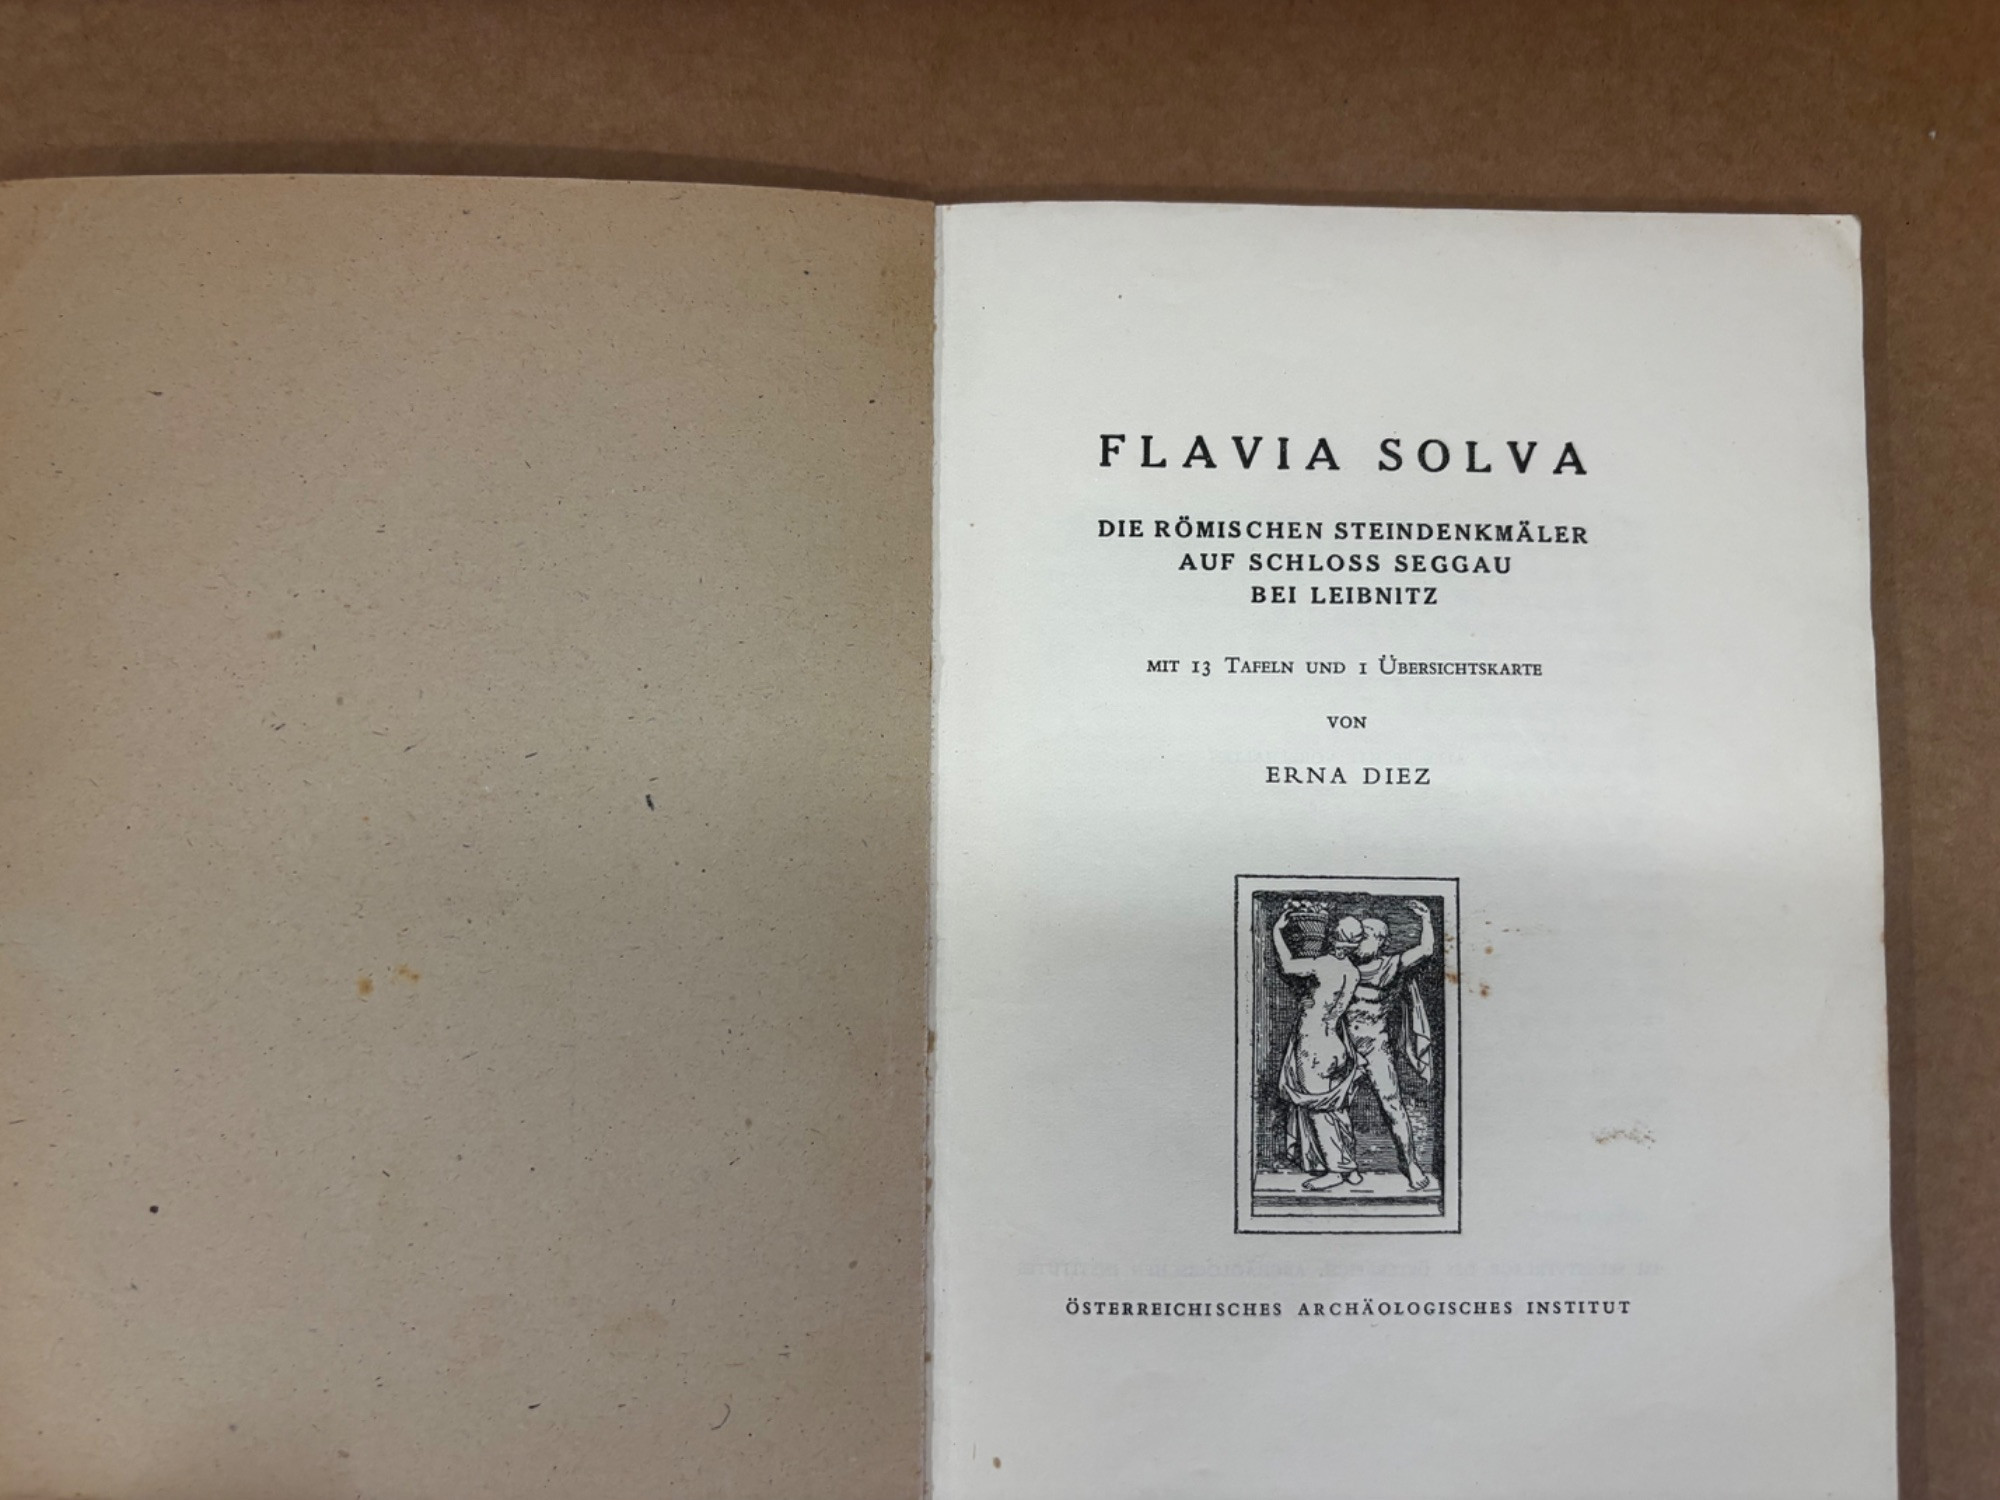 FLAVIA SOLVA
DIE RÖMISCHEN STEINDENKMÄLER
AUF SCHLOSS SEGGAU
BEI LEIBNITZ
MIT 13 TAFELN UND 1 ÜBERSICHTSKARTE
VON
ERNA DIEZ
ÖSTERREICHISCHES ARCHÄOLOGISCHES INSTITUT